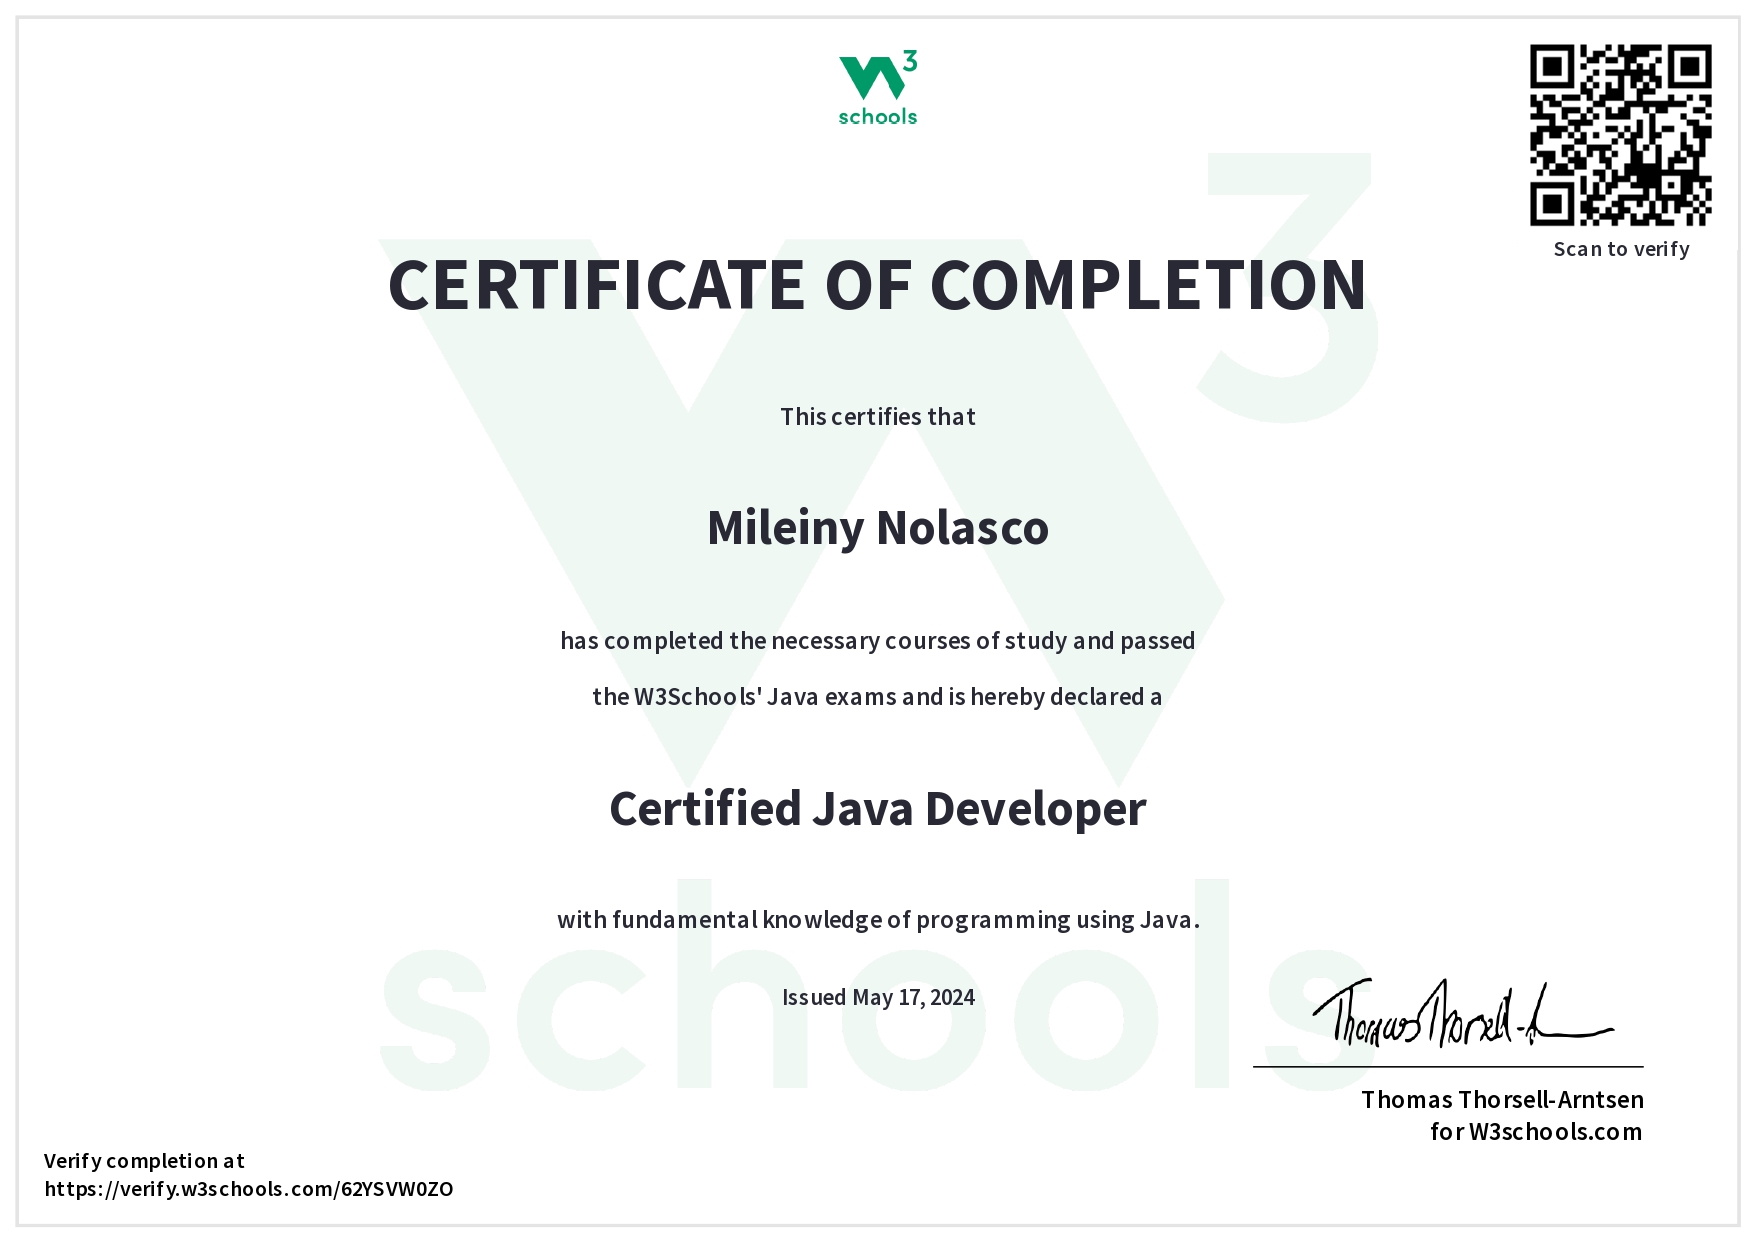 W3
schools
Scan to verify
CERTIFICATE OF COMPLETION
This certifies that
Mileiny Nolasco
has completed the necessary courses of study and passed
the W3Schools' Java exams and is hereby declared a
Certified Java Developer
with fundamental knowledge of programming using Java.
Issued May 17, 2024
Thomas Thorsell-A
Thomas Thorsell-Arntsen
for W3schools.com
Verify completion at
https://verify.w3schools.com/62YSVW0ZO
W3
schools